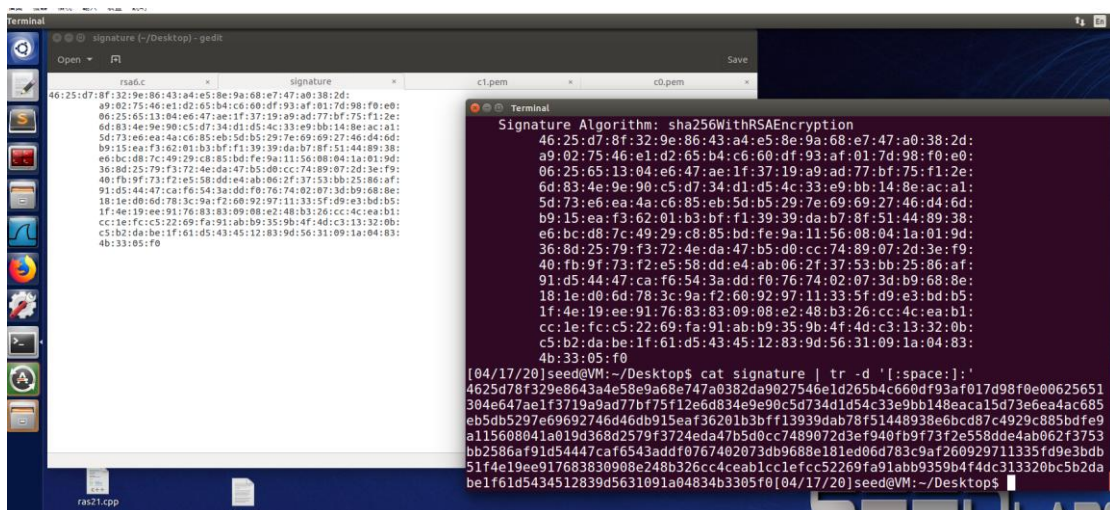 Terminal
En
signature (~/Desktop) - gedit
Open
Save
rsa6.c
signature
c1.pem
c0.pem
46:25:d7:8f:32:9e:86:43:a4:e5:8e:9a:68:e7:47:a0:38:2d:
a9:02:75:46:e1:d2:65:b4:c6:60:df:93:af:01:7d:98:f0:e0:
06:25:65:13:04:e6:47:ae:1f:37:19:a9:ad:77:bf:75:f1:2e:
6d:83:4e:9e:90:c5:d7:34:d1:d5:4c:33:e9:bb:14:8e:ac:a1:
5d:73:e6:ea:4a:c6:85:eb:5d:b5:29:7e:69:69:27:46:d4:6d:
b9:15:ea:f3:62:01:b3:bf:f1:39:39:da:b7:8f:51:44:89:38:
e6:bc:d8:7c:49:29:c8:85:bd:fe:9a:11:56:08:04:1a:01:9d:
36:8d:25:79:f3:72:4e:da:47:b5:d0:cc:74:89:07:2d:3e:f9:
40:fb:9f:73:f2:e5:58:dd:e4:ab:06:2f:37:53:bb:25:86:af:
91:d5:44:47:ca:f6:54:3a:dd:f0:76:74:02:07:3d:b9:68:8e:
18:1e:d0:6d:78:3c:9a:f2:60:92:97:11:33:5f:d9:e3:bd:b5:
1f:4e:19:ee:91:76:83:83:09:08:e2:48:b3:26:cc:4c:ea:b1:
cc:1e:fc:c5:22:69:fa:91:ab:b9:35:9b:4f:4d:c3:13:32:0b:
c5:b2:da:be:1f:61:d5:43:45:12:83:9d:56:31:09:1a:04:83:
4b:33:05:f0
Terminal
Signature Algorithm: sha256WithRSAEncryption
46:25:d7:8f:32:9e:86:43:a4:e5:8e:9a:68:e7:47:a0:38:2d:
a9:02:75:46:e1:d2:65:b4:c6:60:df:93:af:01:7d:98:f0:e0:
06:25:65:13:04:e6:47:ae:1f:37:19:a9:ad:77:bf:75:f1:2e:
6d:83:4e:9e:90:c5:d7:34:d1:d5:4c:33:e9:bb:14:8e:ac:a1:
5d:73:e6:ea:4a:c6:85:eb:5d:b5:29:7e:69:69:27:46:d4:6d:
b9:15:ea:f3:62:01:b3:bf:f1:39:39:da:b7:8f:51:44:89:38:
e6:bc:d8:7c:49:29:c8:85:bd:fe:9a:11:56:08:04:1a:01:9d:
36:8d:25:79:f3:72:4e:da:47:b5:d0:cc:74:89:07:2d:3e:f9:
40:fb:9f:73:f2:e5:58:dd:e4:ab:06:2f:37:53:bb:25:86:af:
91:d5:44:47:ca:f6:54:3a:dd:f0:76:74:02:07:3d:b9:68:8e:
18:1e:d0:6d:78:3c:9a:f2:60:92:97:11:33:5f:d9:e3:bd:b5:
1f:4e:19:ee:91:76:83:83:09:08:e2:48:b3:26:cc:4c:ea:b1:
cc:1e:fc:c5:22:69:fa:91:ab:b9:35:9b:4f:4d:c3:13:32:0b:
c5:b2:da:be:1f:61:d5:43:45:12:83:9d:56:31:09:1a:04:83:
4b:33:05:f0
[04/17/20]seed@VM:~/Desktop$ cat signature | tr -d '[:space:]:'
4625d78f329e8643a4e58e9a68e747a0382da9027546e1d265b4c660df93af017d98f0e00625651
304e647ae1f3719a9ad77bf75f12e6d834e9e90c5d734d1d54c33e9bb148eaca15d73e6ea4ac685
eb5db5297e69692746d46db915eaf36201b3bff13939dab78f51448938e6bcd87c4929c885bdfe9
a115608041a019d368d2579f3724eda47b5d0cc7489072d3ef940fb9f73f2e558dde4ab062f3753
bb2586af91d54447caf6543addf0767402073db9688e181ed06d783c9af260929711335fd9e3bdb
51f4e19ee917683830908e248b326cc4ceab1cc1efcc52269fa91abb9359b4f4dc313320bc5b2da
be1f61d5434512839d5631091a04834b3305f0[04/17/20]seed@VM:~/Desktop$
ras21.cpp